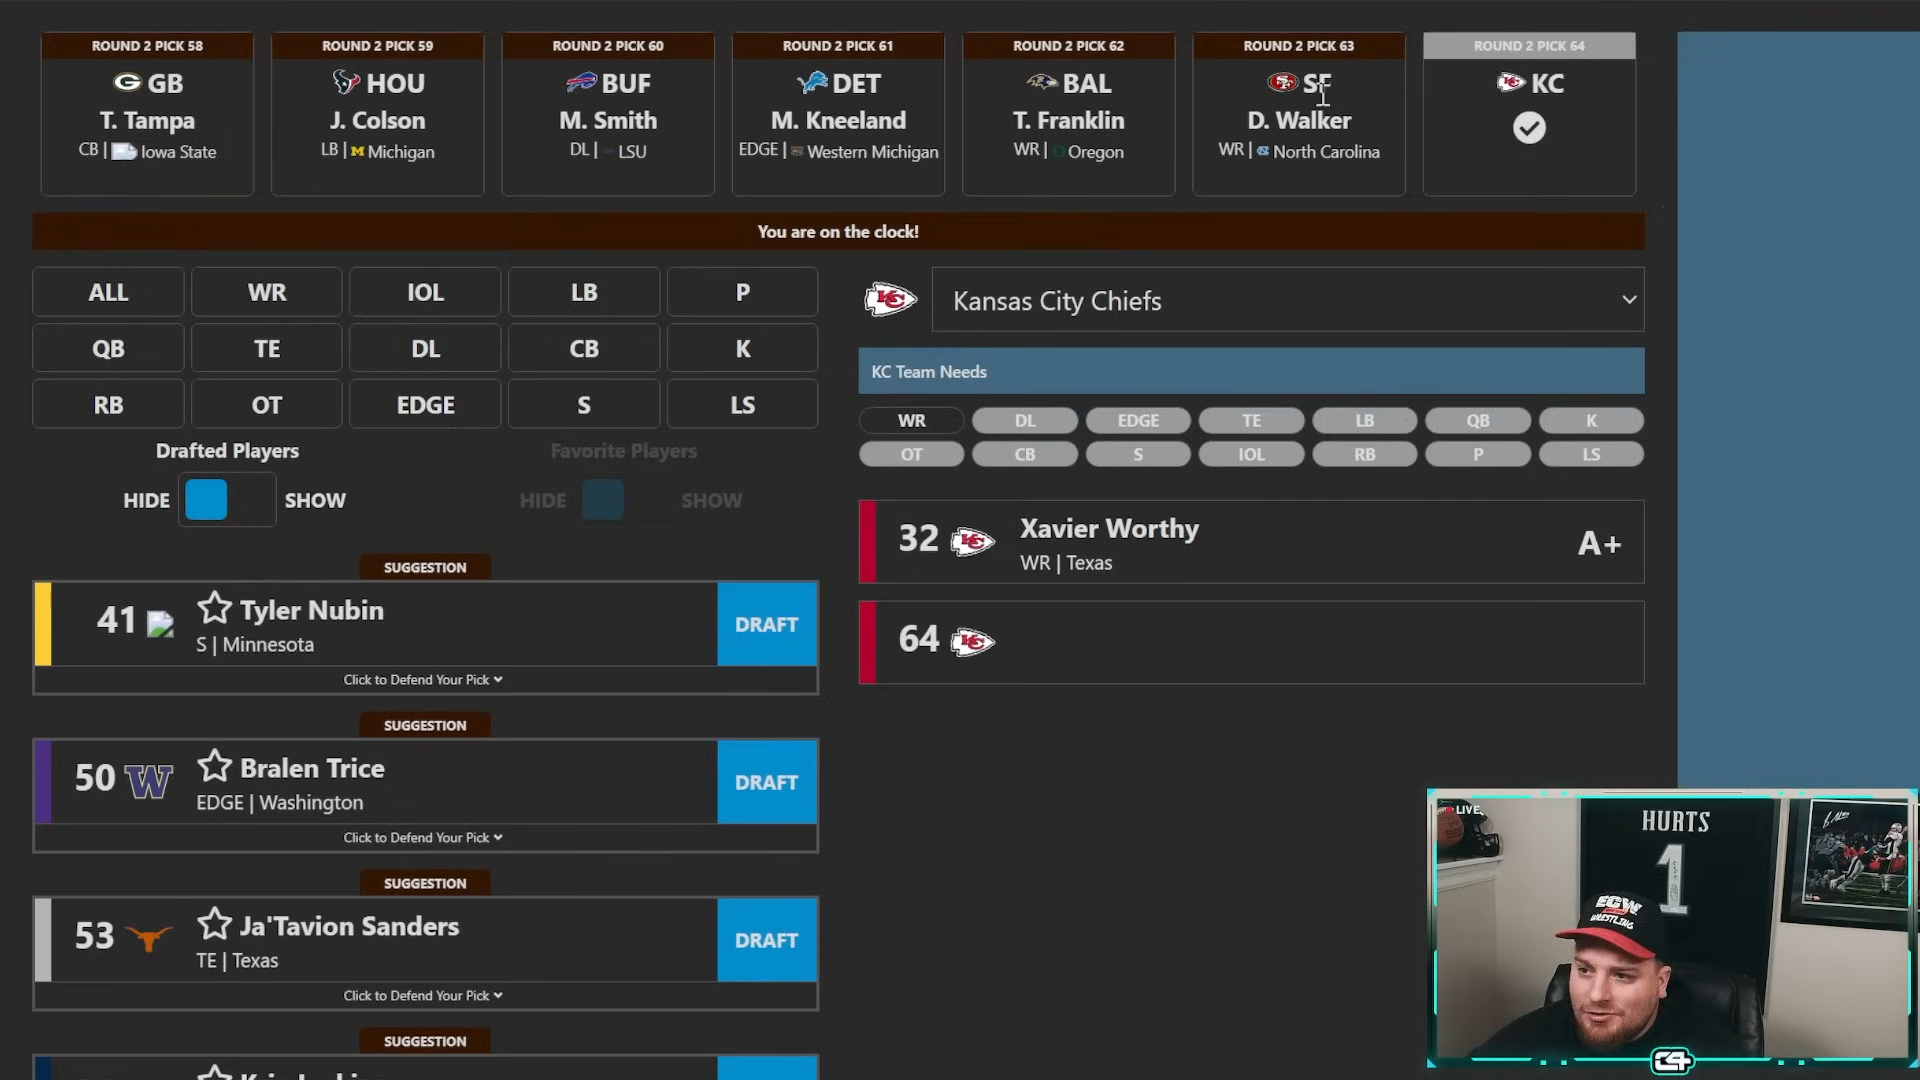 ROUND 2 PICK 58
GB
T. Tampa
CB | Iowa State
ROUND 2 PICK 59
HOU
J. Colson
LB | M Michigan
ROUND 2 PICK 60
BUF
M. Smith
DL | LSU
ROUND 2 PICK 61
DET
M. Kneeland
EDGE | Western Michigan
ROUND 2 PICK 62
BAL
T. Franklin
WR | Oregon
ROUND 2 PICK 63
SF
D. Walker
WR | North Carolina
ROUND 2 PICK 64
KC
You are on the clock!
ALL WR IOL LB P
QB TE DL CB K
RB OT EDGE S LS
Drafted Players
HIDE SHOW
Favorite Players
HIDE SHOW
SUGGESTION
41 Tyler Nubin
S | Minnesota
DRAFT
Click to Defend Your Pick
SUGGESTION
50 W Bralen Trice
EDGE | Washington
DRAFT
Click to Defend Your Pick
SUGGESTION
53 Ja'Tavion Sanders
TE | Texas
DRAFT
Click to Defend Your Pick
SUGGESTION
Kansas City Chiefs
KC Team Needs
WR DL EDGE TE LB QB K
OT CB S IOL RB P LS
32 KC Xavier Worthy
WR | Texas
A+
64 KC
LIVE
HURTS
1
ECW
WRESTLING
C4